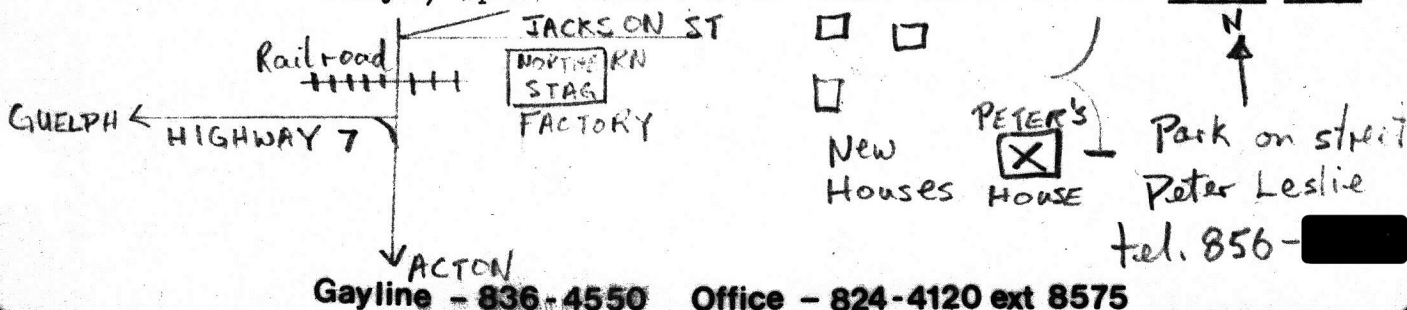 JACKSON ST
N
Railroad
NORTHERN
STAG
FACTORY
GUELPH
HIGHWAY 7
PETER'S
X
HOUSE
New
Houses
Park on street
Peter Leslie
tel. 856-
ACTON
Gayline - 836-4550 Office - 824-4120 ext 8575